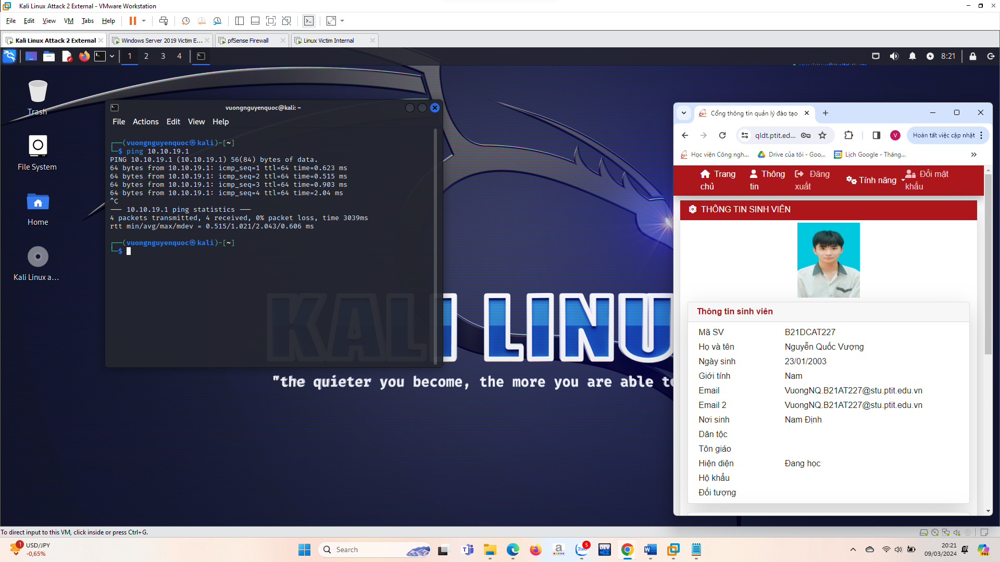 Kali Linux Attack 2 External - VMware Workstation
File Edit View VM Tabs Help
Kali Linux Attack 2 External
Windows Server 2019 Victim E...
pfSense Firewall
Linux Victim Internal
1 2 3 4
8:21
Trash
File System
Home
Kali Linux a...
vuongnguyenquoc@kali: ~
File Actions Edit View Help
┌──(vuongnguyenquoc㉿kali)-[~]
└─$ ping 10.10.19.1
PING 10.10.19.1 (10.10.19.1) 56(84) bytes of data.
64 bytes from 10.10.19.1: icmp_seq=1 ttl=64 time=0.623 ms
64 bytes from 10.10.19.1: icmp_seq=2 ttl=64 time=0.515 ms
64 bytes from 10.10.19.1: icmp_seq=3 ttl=64 time=0.903 ms
64 bytes from 10.10.19.1: icmp_seq=4 ttl=64 time=2.04 ms
^C
--- 10.10.19.1 ping statistics ---
4 packets transmitted, 4 received, 0% packet loss, time 3039ms
rtt min/avg/max/mdev = 0.515/1.021/2.043/0.606 ms
┌──(vuongnguyenquoc㉿kali)-[~]
└─$
KALI LINU
"the quieter you become, the more you are able to
Cổng thông tin quản lý đào tạo
qldt.ptit.ed...
V
Hoàn tất việc cập nhật
Học viện Công ngh...
Drive của tôi - Goo...
28 Lịch Google - Tháng...
Trang chủ
Thông tin
Đăng xuất
Tính năng
Đổi mật khẩu
THÔNG TIN SINH VIÊN
Thông tin sinh viên
Mã SV B21DCAT227
Họ và tên Nguyễn Quốc Vượng
Ngày sinh 23/01/2003
Giới tính Nam
Email VuongNQ.B21AT227@stu.ptit.edu.vn
Email 2 VuongNQ.B21AT227@stu.ptit.edu.vn
Nơi sinh Nam Định
Dân tộc
Tôn giáo
Hiện diện Đang học
Hộ khẩu
Đối tượng
To direct input to this VM, click inside or press Ctrl+G.
1
USD/JPY
-0,65%
Search
Zalo
5
DEV
20:21
09/03/2024
PRE